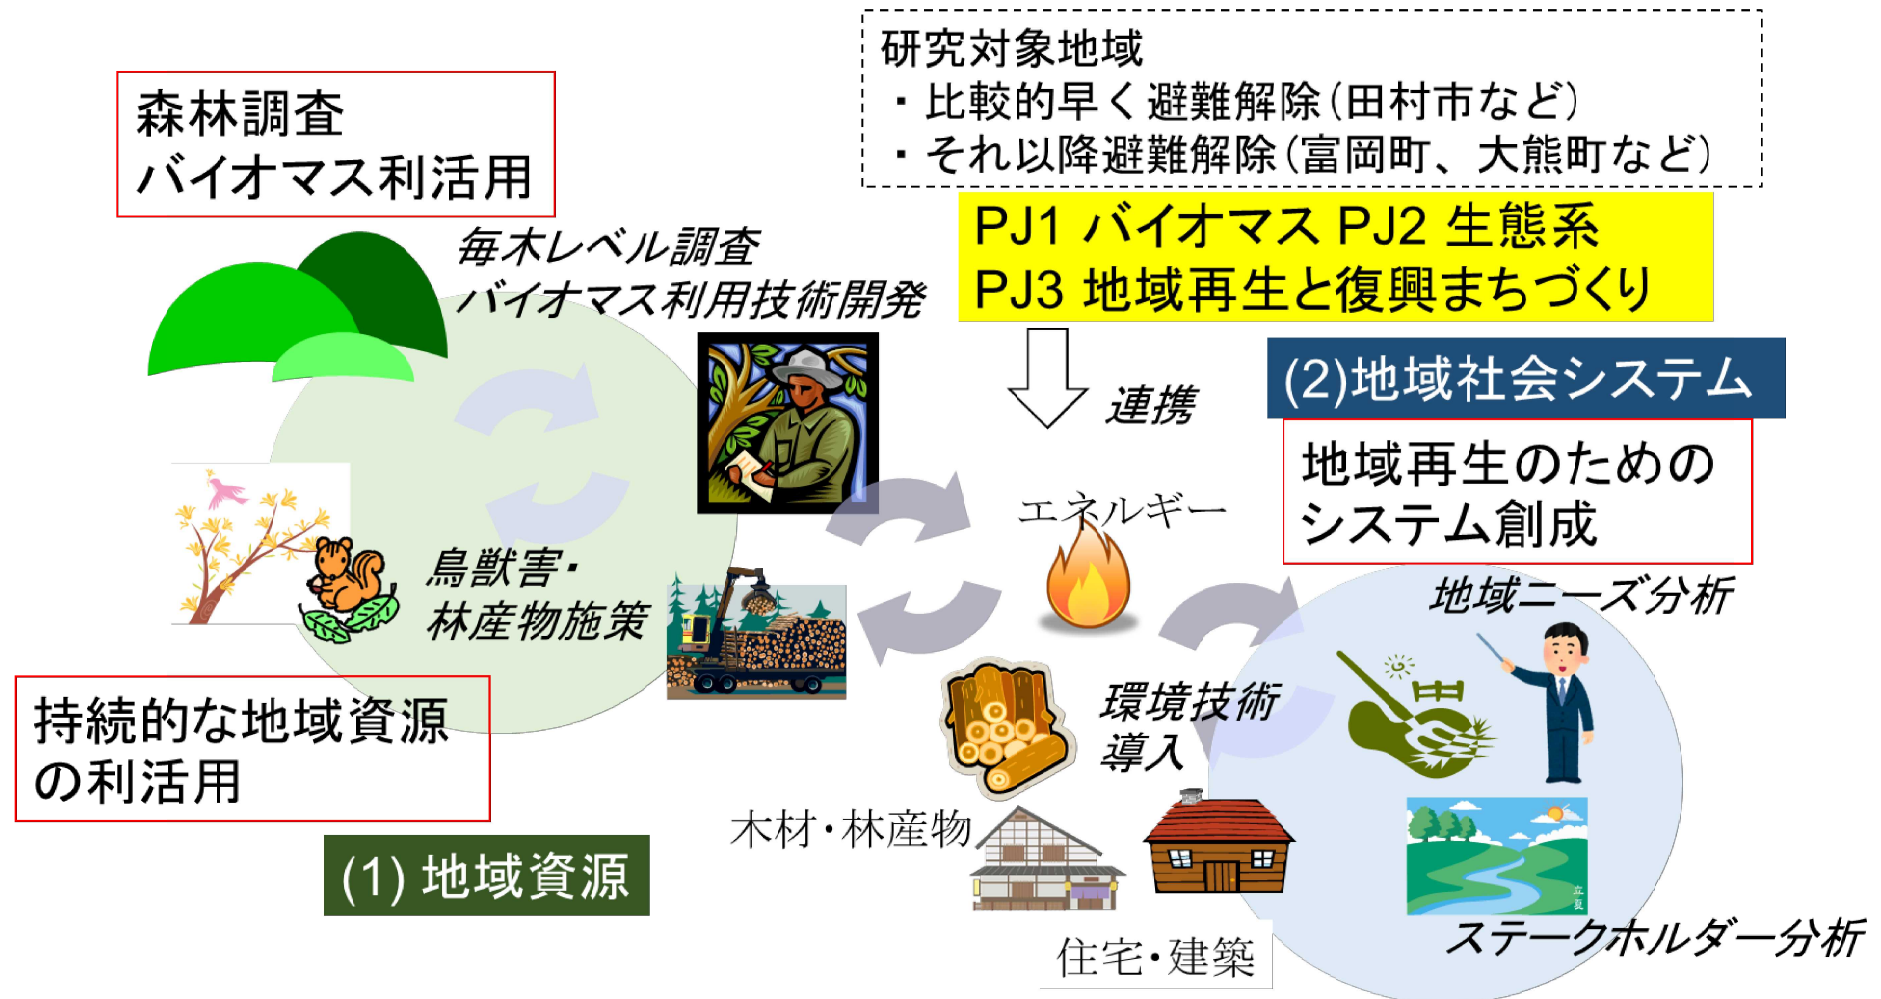 研究対象地域
・比較的早く避難解除(田村市など)
・それ以降避難解除(富岡町、大熊町など)
森林調査
バイオマス利活用
PJ1 バイオマス PJ2 生態系
PJ3 地域再生と復興まちづくり
毎木レベル調査
バイオマス利用技術開発
連携
(2)地域社会システム
地域再生のための
システム創成
エネルギー
地域ニーズ分析
鳥獣害・
林産物施策
持続的な地域資源
の利活用
環境技術
導入
木材・林産物
(1) 地域資源
立夏
住宅・建築
ステークホルダー分析